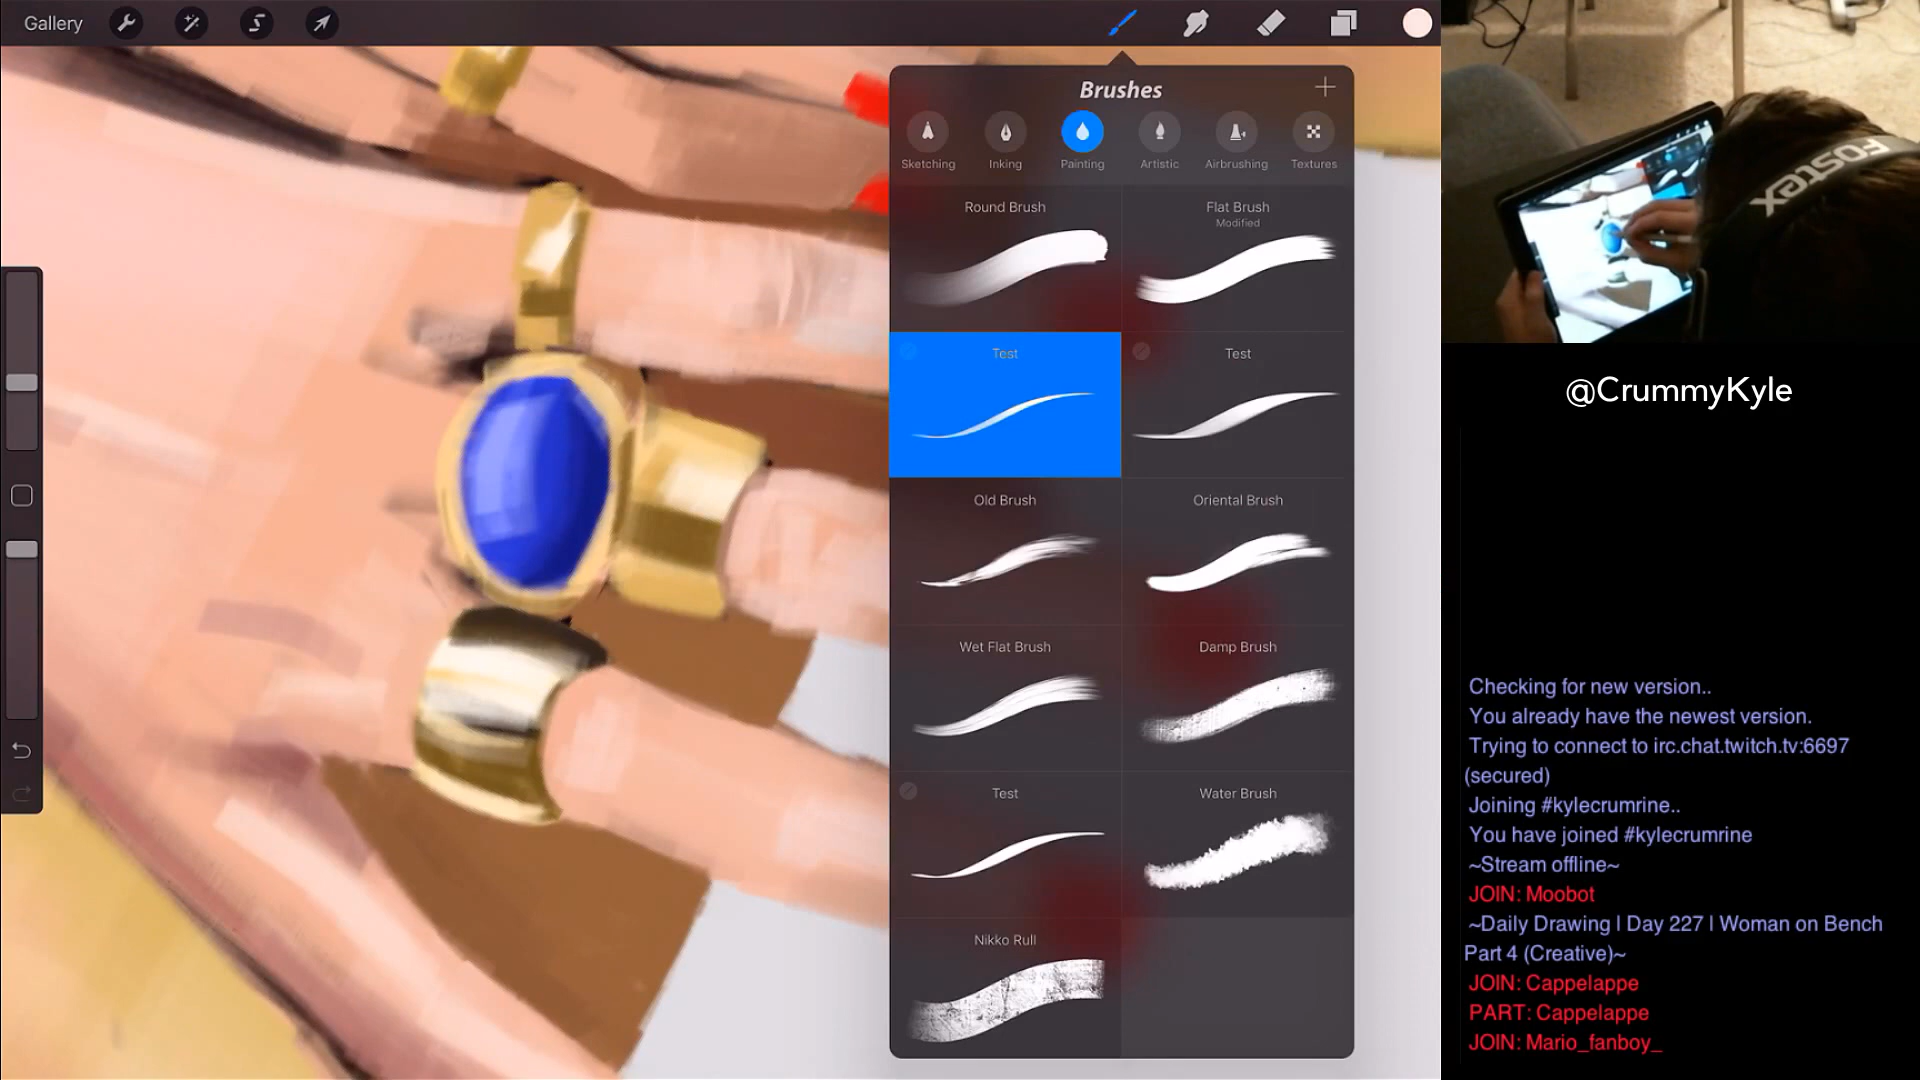 Gallery
Brushes
Sketching
Inking
Painting
Artistic
Airbrushing
Textures
Round Brush
Flat Brush
Modified
Test
Test
Old Brush
Oriental Brush
Wet Flat Brush
Damp Brush
Test
Water Brush
Nikko Rull
FOSTEX
@CrummyKyle
Checking for new version..
You already have the newest version.
Trying to connect to irc.chat.twitch.tv:6697
(secured)
Joining #kylecrumrine..
You have joined #kylecrumrine
~Stream offline~
JOIN: Moobot
~Daily Drawing | Day 227 | Woman on Bench
Part 4 (Creative)~
JOIN: Cappelappe
PART: Cappelappe
JOIN: Mario_fanboy_